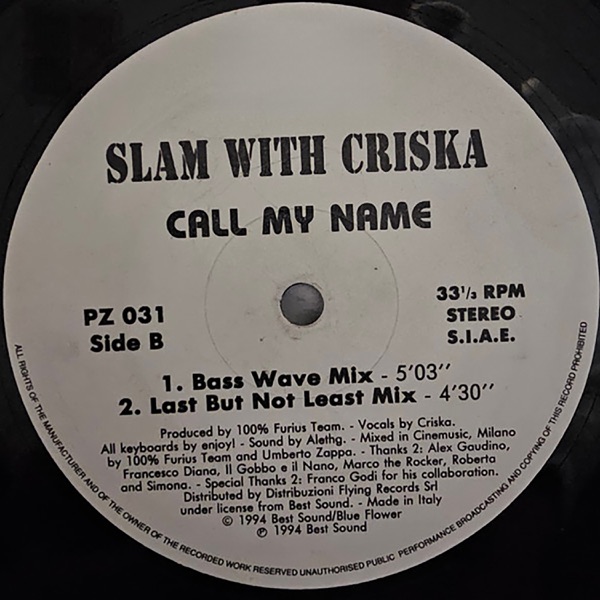 SLAM WITH CRISKA
CALL MY NAME
PZ 031
Side B
33¹/₃ RPM
STEREO
S.I.A.E.
1. Bass Wave Mix - 5'03''
2. Last But Not Least Mix - 4'30''
Produced by 100% Furius Team. - Vocals by Criska.
All keyboards by enjoy! - Sound by Alethg. - Mixed in Cinemusic, Milano
by 100% Furius Team and Umberto Zappa. - Thanks 2: Alex Gaudino,
Francesco Diana, Il Gobbo e il Nano, Marco the Rocker, Roberta
and Simona. - Special Thanks 2: Franco Godi for his collaboration.
Distributed by Distribuzioni Flying Records Srl
under license from Best Sound. - Made in Italy
© 1994 Best Sound/Blue Flower
℗ 1994 Best Sound
ALL RIGHTS OF THE MANUFACTURER AND OF THE OWNER OF THE RECORDED WORK RESERVED UNAUTHORISED PUBLIC PERFORMANCE BROADCASTING AND COPYING OF THIS RECORD PROHIBITED